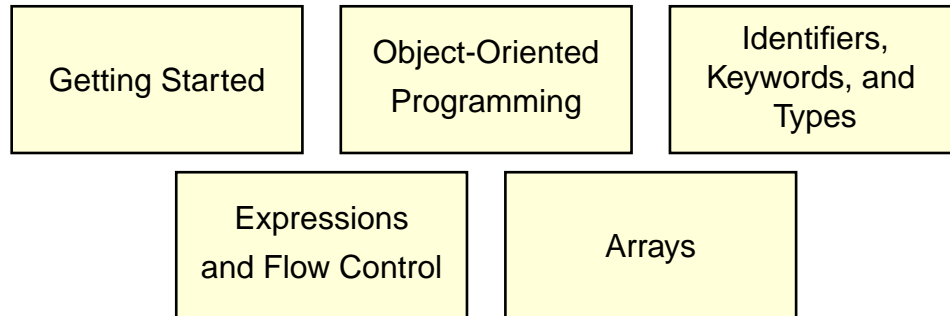 Getting Started
Object-Oriented
Programming
Identifiers,
Keywords, and
Types
Expressions
and Flow Control
Arrays